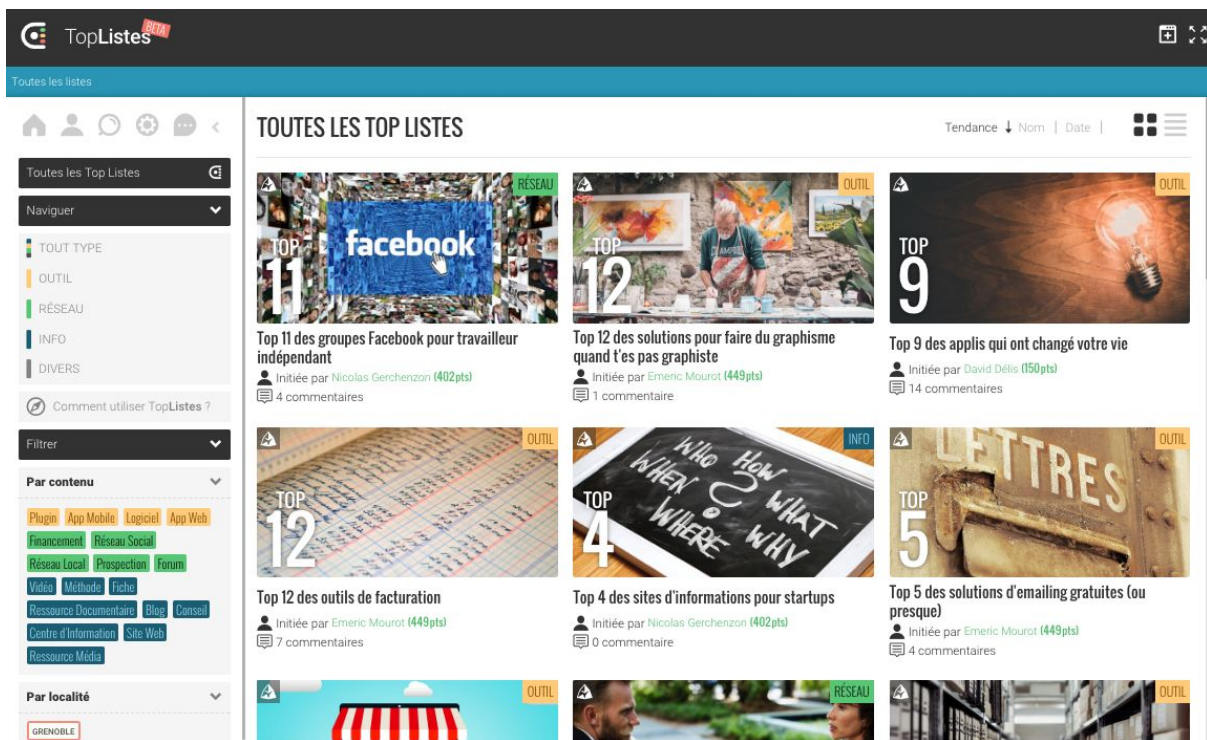 TopListes BETA
Toutes les listes
Toutes les Top Listes
Naviguer
TOUT TYPE
OUTIL
RÉSEAU
INFO
DIVERS
Comment utiliser TopListes ?
Filtrer
Par contenu
Plugin App Mobile Logiciel App Web
Financement Réseau Social
Réseau Local Prospection Forum
Vidéo Méthode Fiche
Ressource Documentaire Blog Conseil
Centre d'Information Site Web
Ressource Média
Par localité
GRENOBLE
TOUTES LES TOP LISTES
Tendance ↓ Nom | Date |
RÉSEAU
facebook
TOP
11
Top 11 des groupes Facebook pour travailleur
indépendant
Initiée par Nicolas Gerchenzon (402pts)
4 commentaires
OUTIL
TOP
12
Top 12 des solutions pour faire du graphisme
quand t'es pas graphiste
Initiée par Emeric Mourot (449pts)
1 commentaire
OUTIL
TOP
9
Top 9 des applis qui ont changé votre vie
Initiée par David Délis (150pts)
14 commentaires
OUTIL
TOP
12
Top 12 des outils de facturation
Initiée par Emeric Mourot (449pts)
7 commentaires
INFO
WHO HOW
WHEN ? WHAT
WHERE WHY
TOP
4
Top 4 des sites d'informations pour startups
Initiée par Nicolas Gerchenzon (402pts)
0 commentaire
OUTIL
LETTRES
TOP
5
Top 5 des solutions d'emailing gratuites (ou
presque)
Initiée par Emeric Mourot (449pts)
4 commentaires
OUTIL
RÉSEAU
OUTIL